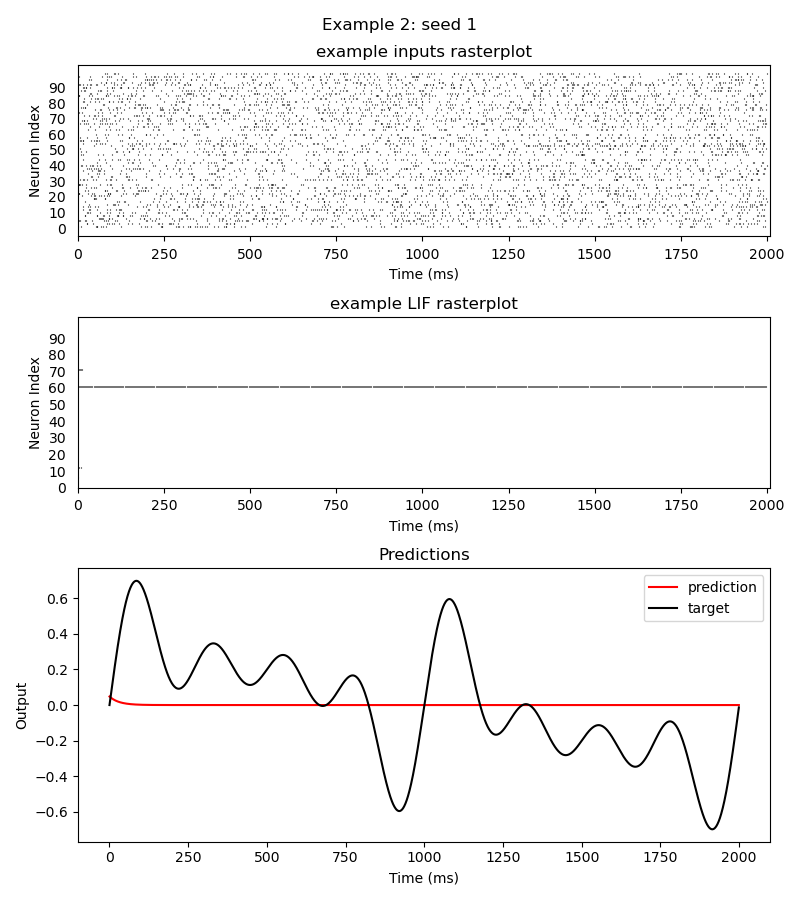 Example 2: seed 1
example inputs rasterplot
Neuron Index
90
80
70
60
50
40
30
20
10
0
0 250 500 750 1000 1250 1500 1750 2000
Time (ms)
example LIF rasterplot
Neuron Index
90
80
70
60
50
40
30
20
10
0
0 250 500 750 1000 1250 1500 1750 2000
Time (ms)
Predictions
Output
0.6
0.4
0.2
0.0
−0.2
−0.4
−0.6
prediction
target
0 250 500 750 1000 1250 1500 1750 2000
Time (ms)